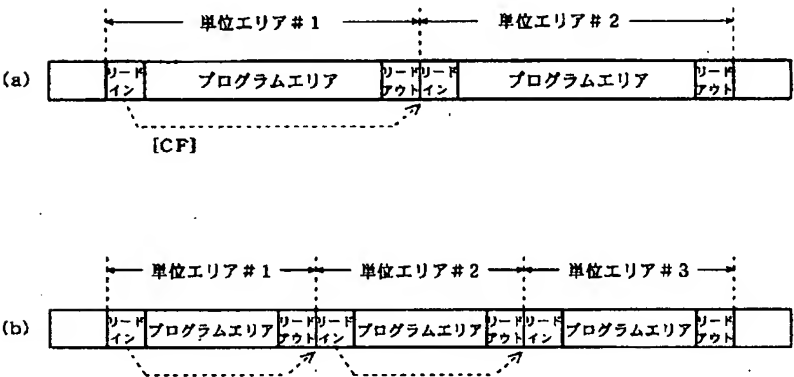 単位エリア#1 単位エリア#2
(a) リードイン プログラムエリア リードアウト リードイン プログラムエリア リードアウト
[CF]
単位エリア#1 単位エリア#2 単位エリア#3
(b) リードイン プログラムエリア リードアウト リードイン プログラムエリア リードアウト リードイン プログラムエリア リードアウト